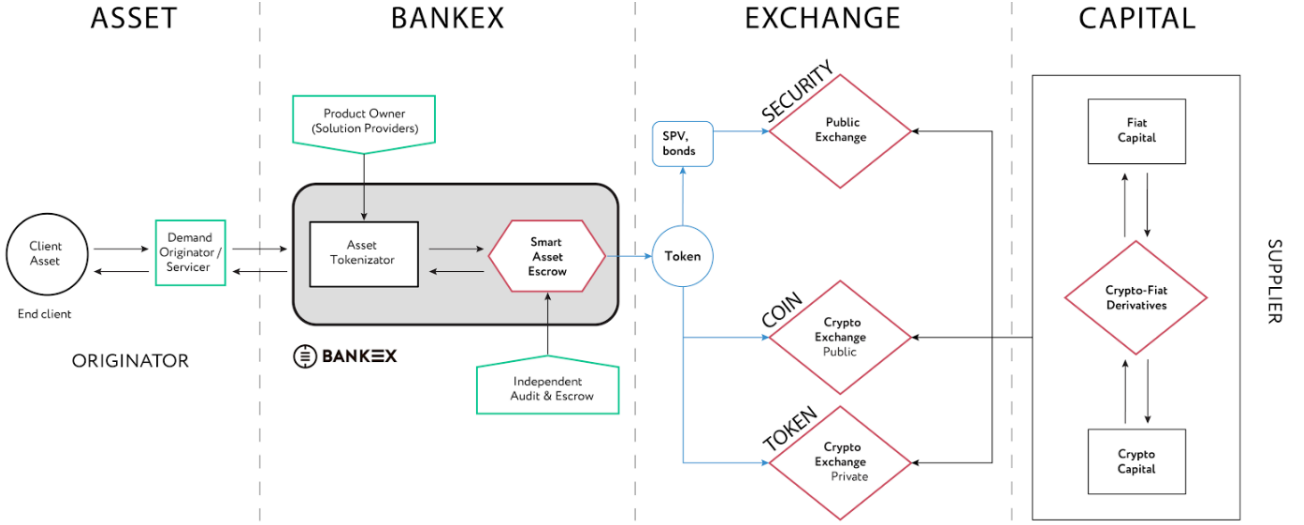 ASSET
BANKEX
EXCHANGE
CAPITAL
Client
Asset
End client
ORIGINATOR
Demand
Originator /
Servicer
Product Owner
(Solution Providers)
Asset
Tokenizator
Smart
Asset
Escrow
BANKEX
Independent
Audit & Escrow
SPV,
bonds
Token
SECURITY
Public
Exchange
COIN
Crypto
Exchange
Public
TOKEN
Crypto
Exchange
Private
Fiat
Capital
Crypto-Fiat
Derivatives
Crypto
Capital
SUPPLIER